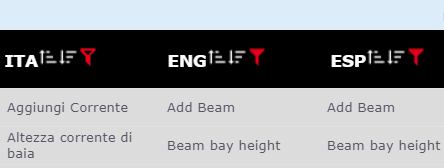 ITA ENG ESP
Aggiungi Corrente Add Beam Add Beam
Altezza corrente di
baia Beam bay height Beam bay height